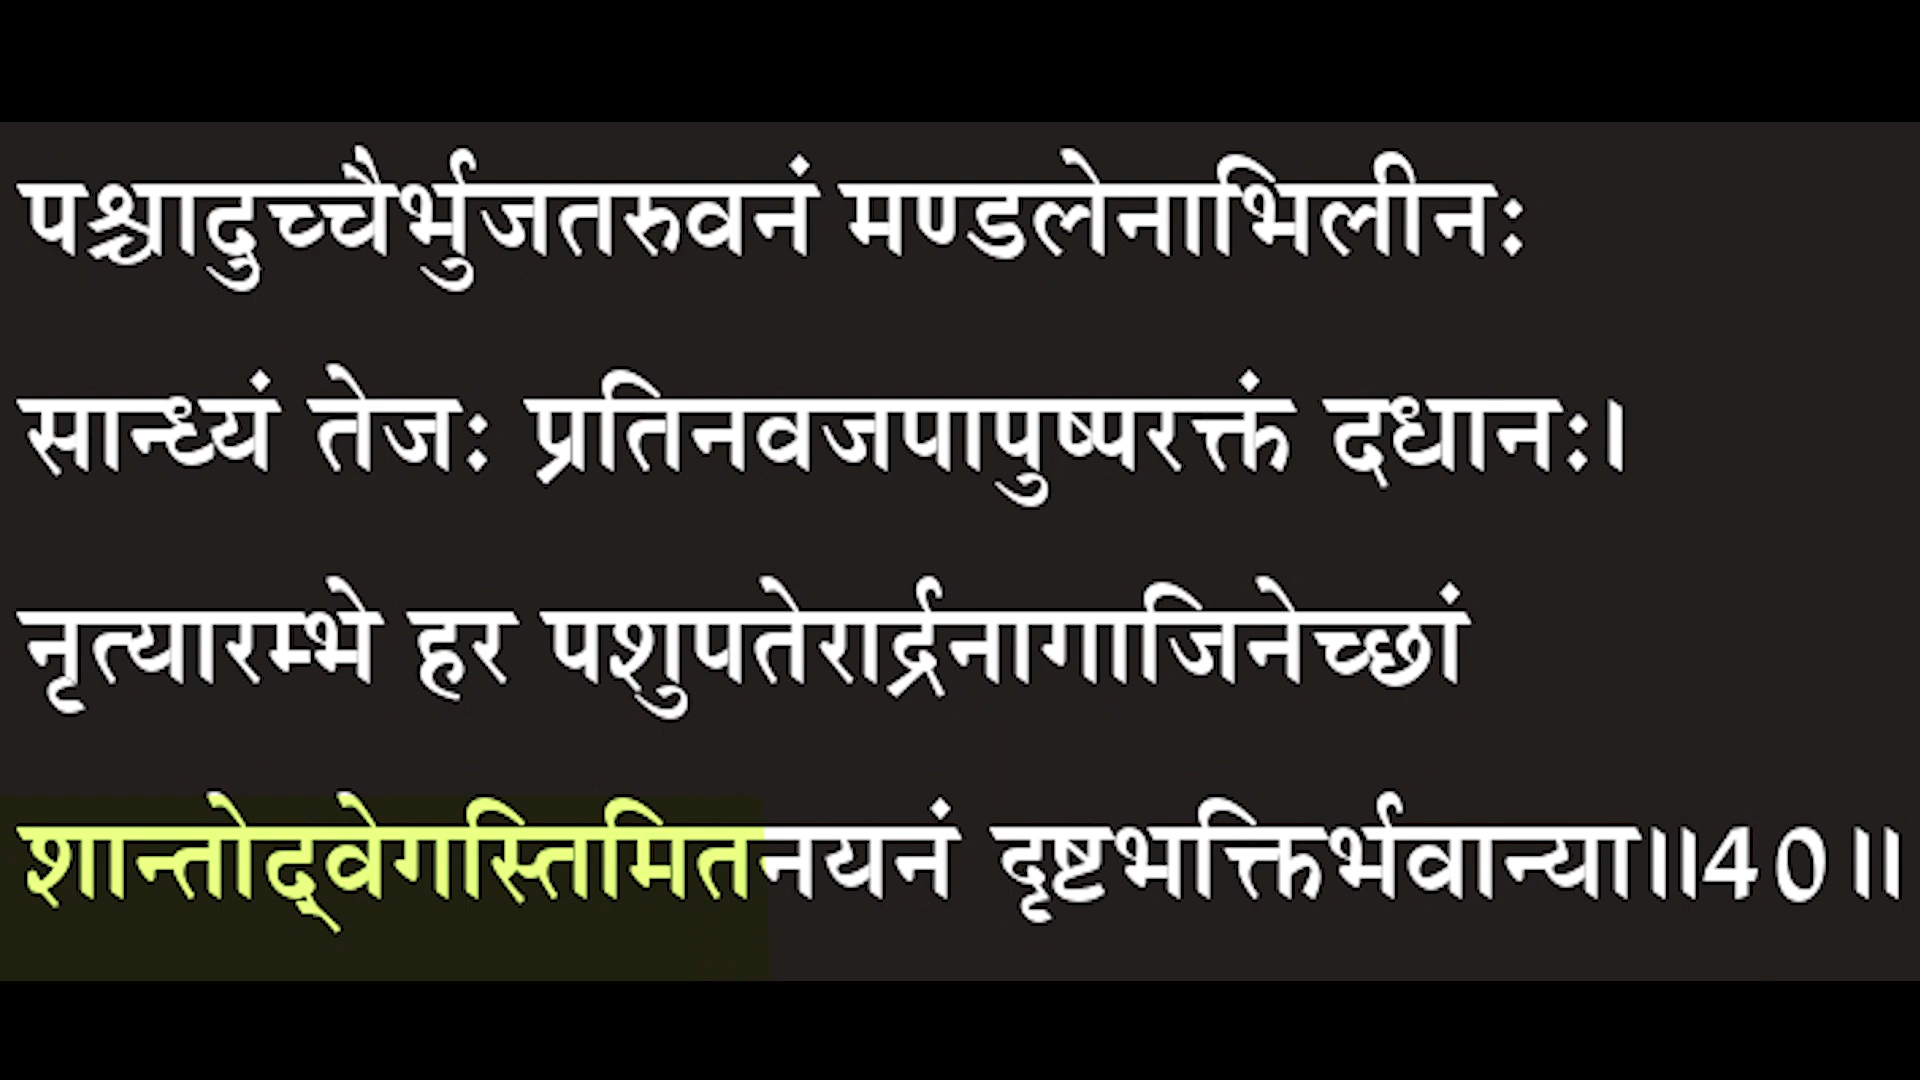 पश्चादुच्चैर्भुजतरुवनं मण्डलेनाभिलीनः
सान्ध्यं तेजः प्रतिनवजपापुष्परक्तं दधानः।
नृत्यारम्भे हर पशुपतेरार्द्रनागाजिनेच्छां
शान्तोद्वेगस्तिमितनयनं दृष्टभक्तिर्भवान्या॥40॥